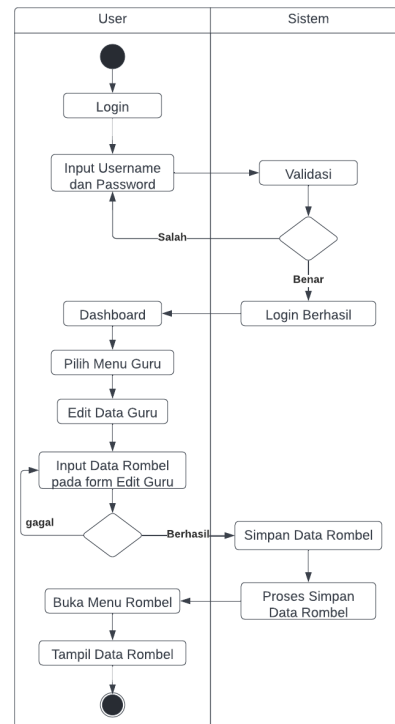 User
Sistem
Login
Input Username
dan Password
Validasi
Salah
Benar
Dashboard
Login Berhasil
Pilih Menu Guru
Edit Data Guru
Input Data Rombel
pada form Edit Guru
gagal
Berhasil
Simpan Data Rombel
Proses Simpan
Data Rombel
Buka Menu Rombel
Tampil Data Rombel